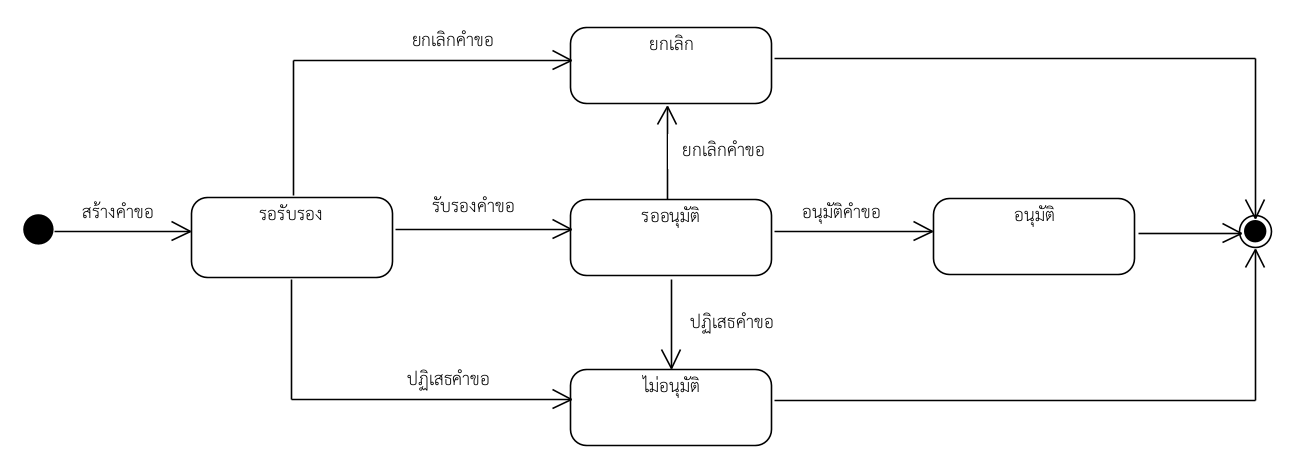 ยกเลิกคำขอ
ยกเลิก
ยกเลิกคำขอ
สร้างคำขอ
รอรับรอง
รับรองคำขอ
รออนุมัติ
อนุมัติคำขอ
อนุมัติ
ปฏิเสธคำขอ
ปฏิเสธคำขอ
ไม่อนุมัติ